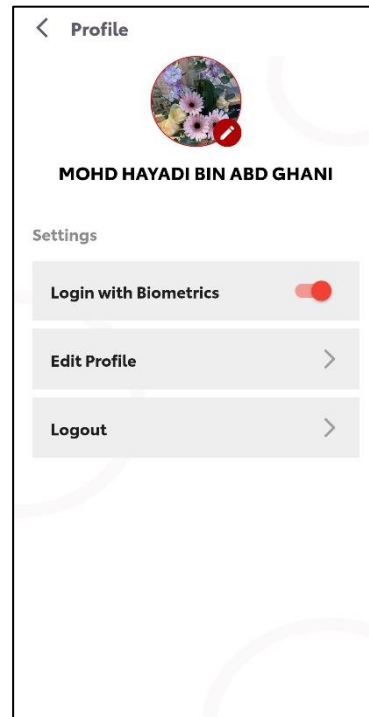 Profile
MOHD HAYADI BIN ABD GHANI
Settings
Login with Biometrics
Edit Profile
Logout